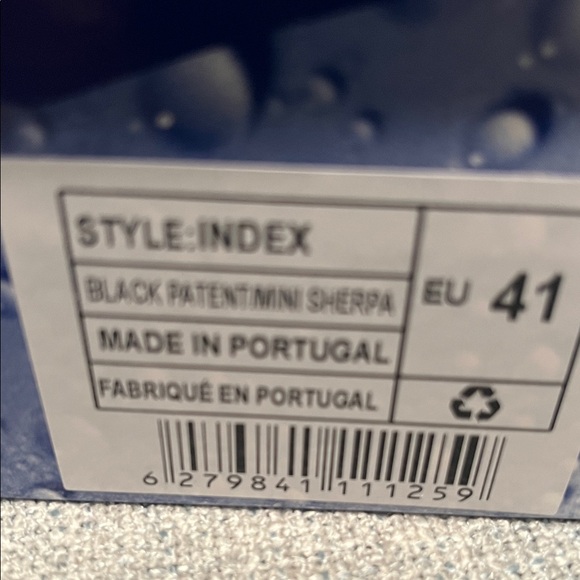 STYLE:INDEX
BLACK PATENT/MINI SHERPA
MADE IN PORTUGAL
FABRIQUÉ EN PORTUGAL
EU 41
6 279841 111259